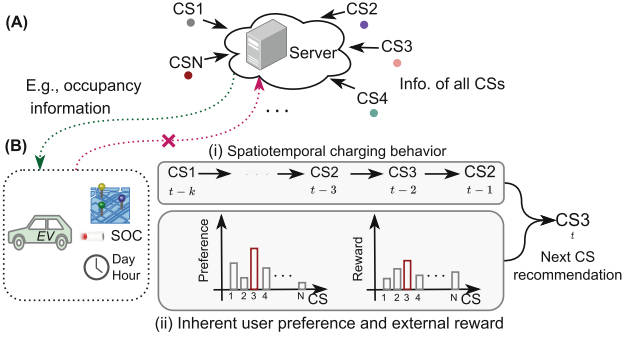 (A)
CS1
CS2
CSN
Server
CS3
CS4
Info. of all CSs
E.g., occupancy
information
. . .
(B)
(i) Spatiotemporal charging behavior
CS1 . . . . CS2 CS3 CS2
t − k t − 3 t − 2 t − 1
EV
SOC
Day
Hour
Preference
1 2 3 4 ... N CS
Reward
1 2 3 4 ... N CS
CS3
t
Next CS
recommendation
(ii) Inherent user preference and external reward